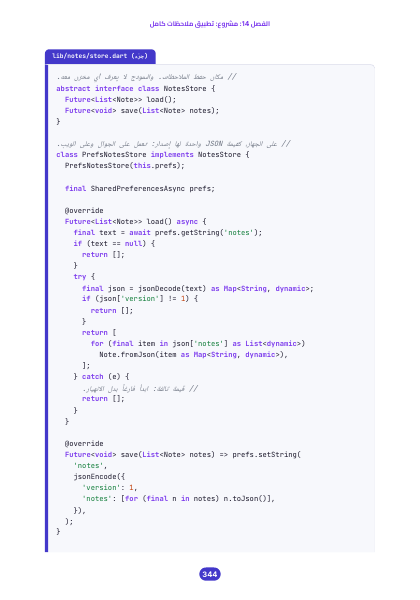 الفصل 14: مشروع: تطبيق ملاحظات كامل
lib/notes/store.dart (جزء)
// مكان حفظ الملاحظات. والنموذج لا يعرف أي مخزن معه.
abstract interface class NotesStore {
  Future<List<Note>> load();
  Future<void> save(List<Note> notes);
}
// على الجهاز: كقيمة JSON واحدة لها إصدار؛ تعمل على الجوال وعلى الويب.
class PrefsNotesStore implements NotesStore {
  PrefsNotesStore(this.prefs);
  final SharedPreferencesAsync prefs;
  @override
  Future<List<Note>> load() async {
    final text = await prefs.getString('notes');
    if (text == null) {
      return [];
    }
    try {
      final json = jsonDecode(text) as Map<String, dynamic>;
      if (json['version'] != 1) {
        return [];
      }
      return [
        for (final item in json['notes'] as List<dynamic>)
          Note.fromJson(item as Map<String, dynamic>),
      ];
    } catch (e) {
      // قيمة تالفة: ابدأ فارغاً بدل الانهيار.
      return [];
    }
  }
  @override
  Future<void> save(List<Note> notes) => prefs.setString(
    'notes',
    jsonEncode({
      'version': 1,
      'notes': [for (final n in notes) n.toJson()],
    }),
  );
}
344